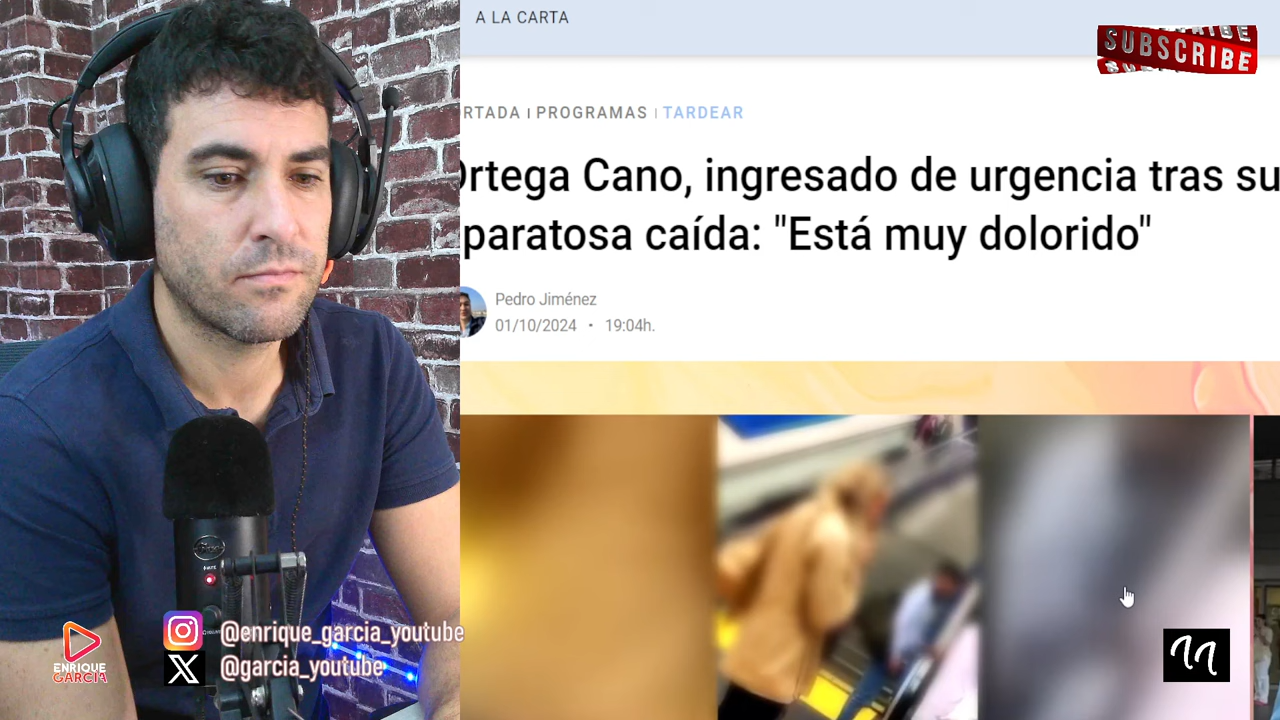 A LA CARTA
SUBSCRIBE
RTADA | PROGRAMAS | TARDEAR
Ortega Cano, ingresado de urgencia tras su
paratosa caída: "Está muy dolorido"
Pedro Jiménez
01/10/2024 • 19:04h.
@enrique_garcia_youtube
@garcia_youtube
ENRIQUE
GARCIA